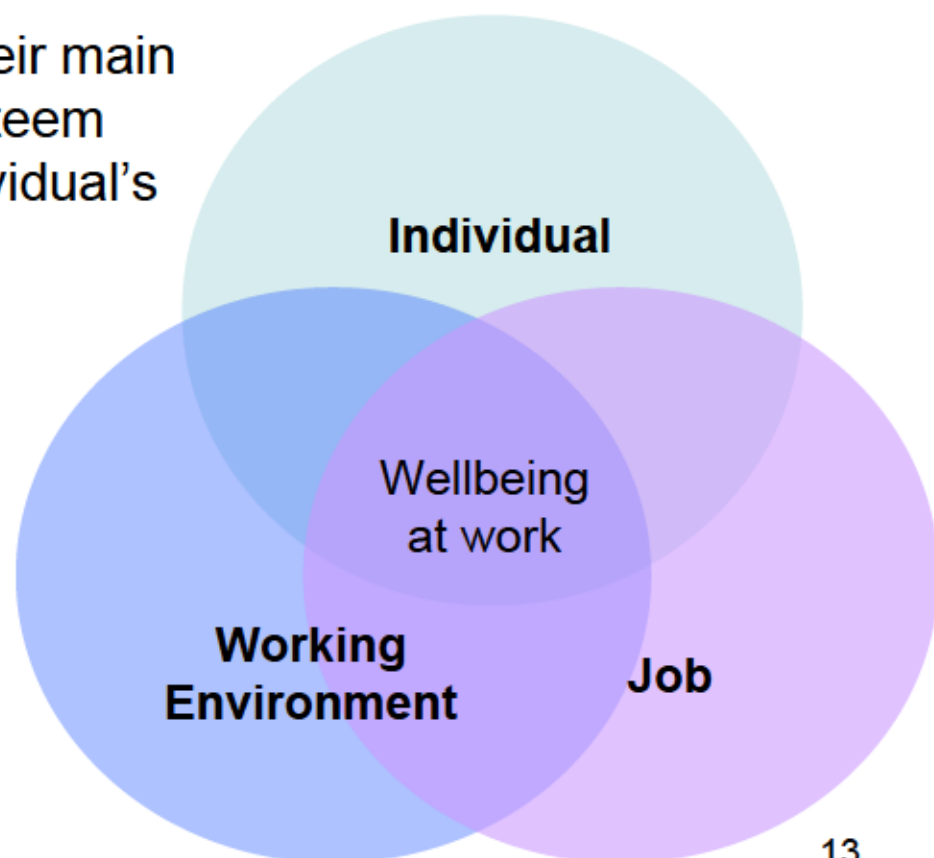 eir main
teem
vidual's
Individual
Wellbeing
at work
Working
Environment
Job
13